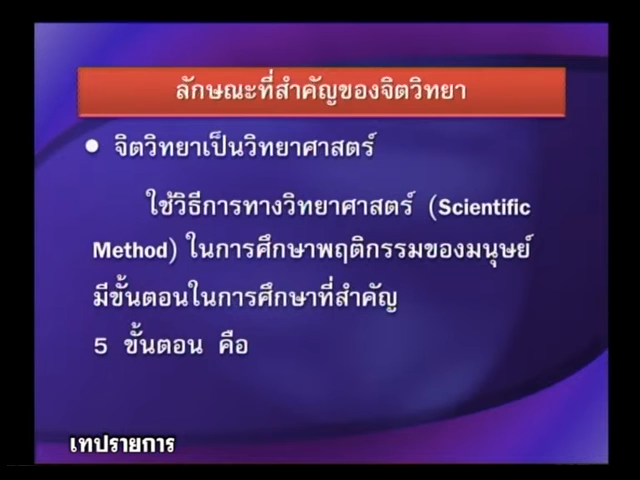 ลักษณะที่สำคัญของจิตวิทยา
• จิตวิทยาเป็นวิทยาศาสตร์
ใช้วิธีการทางวิทยาศาสตร์ (Scientific
Method) ในการศึกษาพฤติกรรมของมนุษย์
มีขั้นตอนในการศึกษาที่สำคัญ
5 ขั้นตอน คือ
เทปรายการ